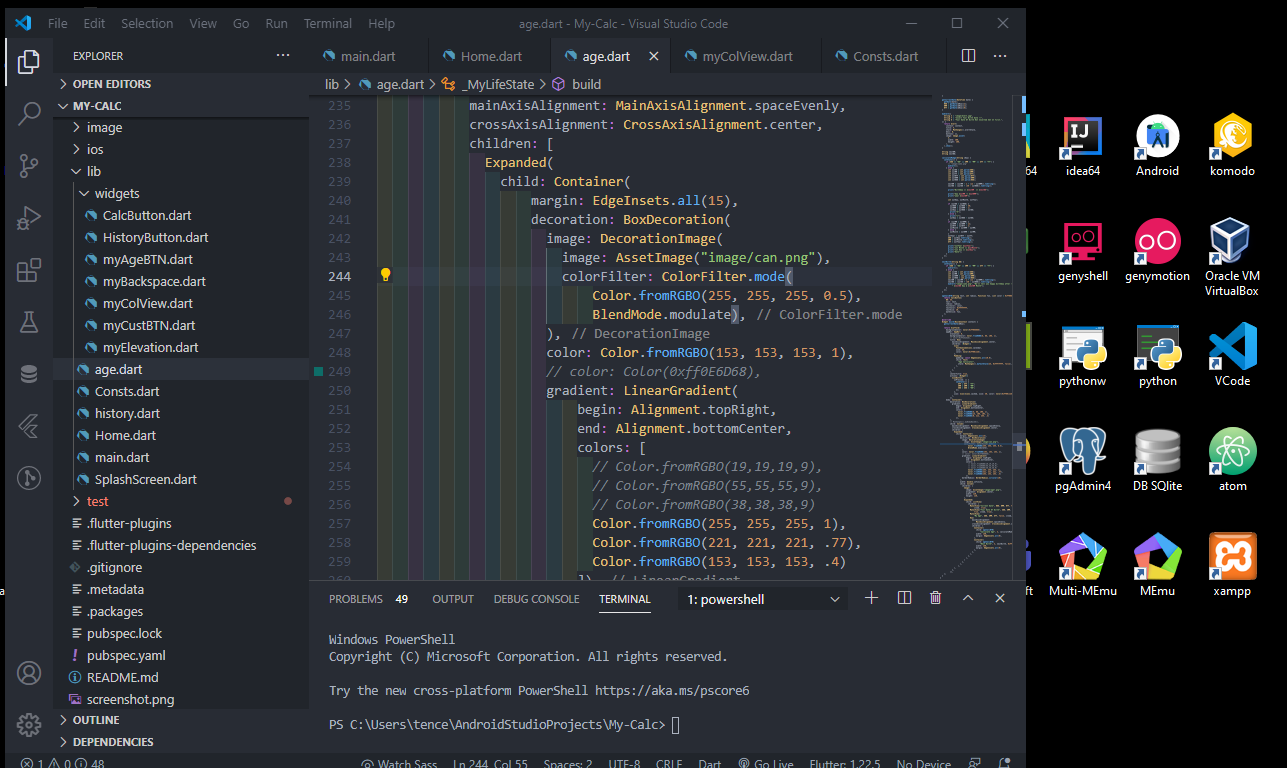 File Edit Selection View Go Run Terminal Help age.dart - My-Calc - Visual Studio Code
EXPLORER
main.dart Home.dart age.dart myColView.dart Consts.dart
lib > age.dart > _MyLifeState > build
OPEN EDITORS
MY-CALC
image
ios
lib
widgets
CalcButton.dart
HistoryButton.dart
myAgeBTN.dart
myBackspace.dart
myColView.dart
myCustBTN.dart
myElevation.dart
age.dart
Consts.dart
history.dart
Home.dart
main.dart
SplashScreen.dart
test
.flutter-plugins
.flutter-plugins-dependencies
.gitignore
.metadata
.packages
pubspec.lock
pubspec.yaml
README.md
screenshot.png
OUTLINE
DEPENDENCIES
235 mainAxisAlignment: MainAxisAlignment.spaceEvenly,
236 crossAxisAlignment: CrossAxisAlignment.center,
237 children: [
238 Expanded(
239 child: Container(
240 margin: EdgeInsets.all(15),
241 decoration: BoxDecoration(
242 image: DecorationImage(
243 image: AssetImage("image/can.png"),
244 colorFilter: ColorFilter.mode(
245 Color.fromRGBO(255, 255, 255, 0.5),
246 BlendMode.modulate), // ColorFilter.mode
247 ), // DecorationImage
248 color: Color.fromRGBO(153, 153, 153, 1),
249 // color: Color(0xff0E6D68),
250 gradient: LinearGradient(
251 begin: Alignment.topRight,
252 end: Alignment.bottomCenter,
253 colors: [
254 // Color.fromRGBO(19,19,19,9),
255 // Color.fromRGBO(55,55,55,9),
256 // Color.fromRGBO(38,38,38,9)
257 Color.fromRGBO(255, 255, 255, 1),
258 Color.fromRGBO(221, 221, 221, .77),
259 Color.fromRGBO(153, 153, 153, .4)
]), // LinearGradient
PROBLEMS 49 OUTPUT DEBUG CONSOLE TERMINAL 1: powershell
Windows PowerShell
Copyright (C) Microsoft Corporation. All rights reserved.
Try the new cross-platform PowerShell https://aka.ms/pscore6
PS C:\Users\tence\AndroidStudioProjects\My-Calc>
1 0 48 Watch Sass Ln 244, Col 55 Spaces: 2 UTF-8 CRLF Dart Go Live Flutter: 1.22.5 No Device
64 idea64 Android komodo
genyshell genymotion Oracle VM
VirtualBox
pythonw python VCode
pgAdmin4 DB SQlite atom
ft Multi-MEmu MEmu xampp